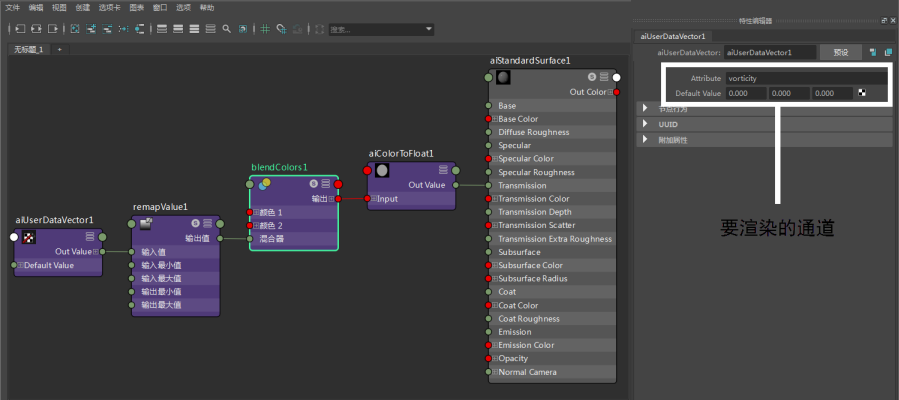 文件 编辑 视图 创建 选项卡 图表 窗口 选项 帮助
搜索...
无标题_1 +
aiUserDataVector1
Out Value
Default Value
remapValue1
输出值
输入值
输入最小值
输入最大值
输出最小值
输出最大值
blendColors1
输出
颜色 1
颜色 2
混合器
aiColorToFloat1
Out Value
Input
aiStandardSurface1
Out Color
Base
Base Color
Diffuse Roughness
Specular
Specular Color
Specular Roughness
Transmission
Transmission Color
Transmission Depth
Transmission Scatter
Transmission Extra Roughness
Subsurface
Subsurface Color
Subsurface Radius
Coat
Coat Color
Coat Roughness
Emission
Emission Color
Opacity
Normal Camera
特性编辑器
aiUserDataVector1
aiUserDataVector: aiUserDataVector1 预设
Attribute vorticity
Default Value 0.000 0.000 0.000
节点行为
UUID
附加属性
要渲染的通道